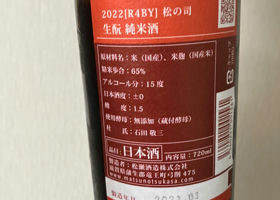 2022[R4BY] 松の司
生酛 純米酒
原材料名：米（国産）、米麹（国産米）
精米歩合：65%
アルコール分：15度
日本酒度：±0
酸度：1.5
使用酵母：無添加（蔵付酵母）
杜氏：石田 敬三
品目 日本酒 内容量：720ml
製造者：松瀬酒造株式会社
滋賀県蒲生郡竜王町弓削475
www.matsunotsukasa.com
製造年月